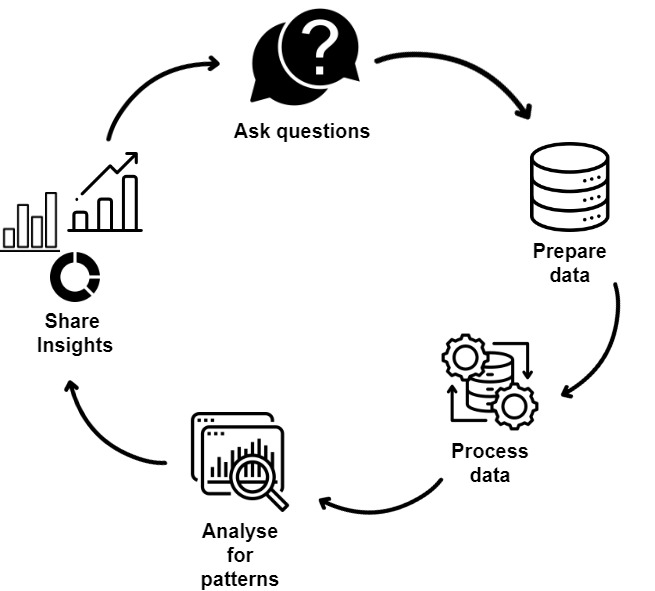 Ask questions
Prepare
data
Process
data
Analyse
for
patterns
Share
Insights